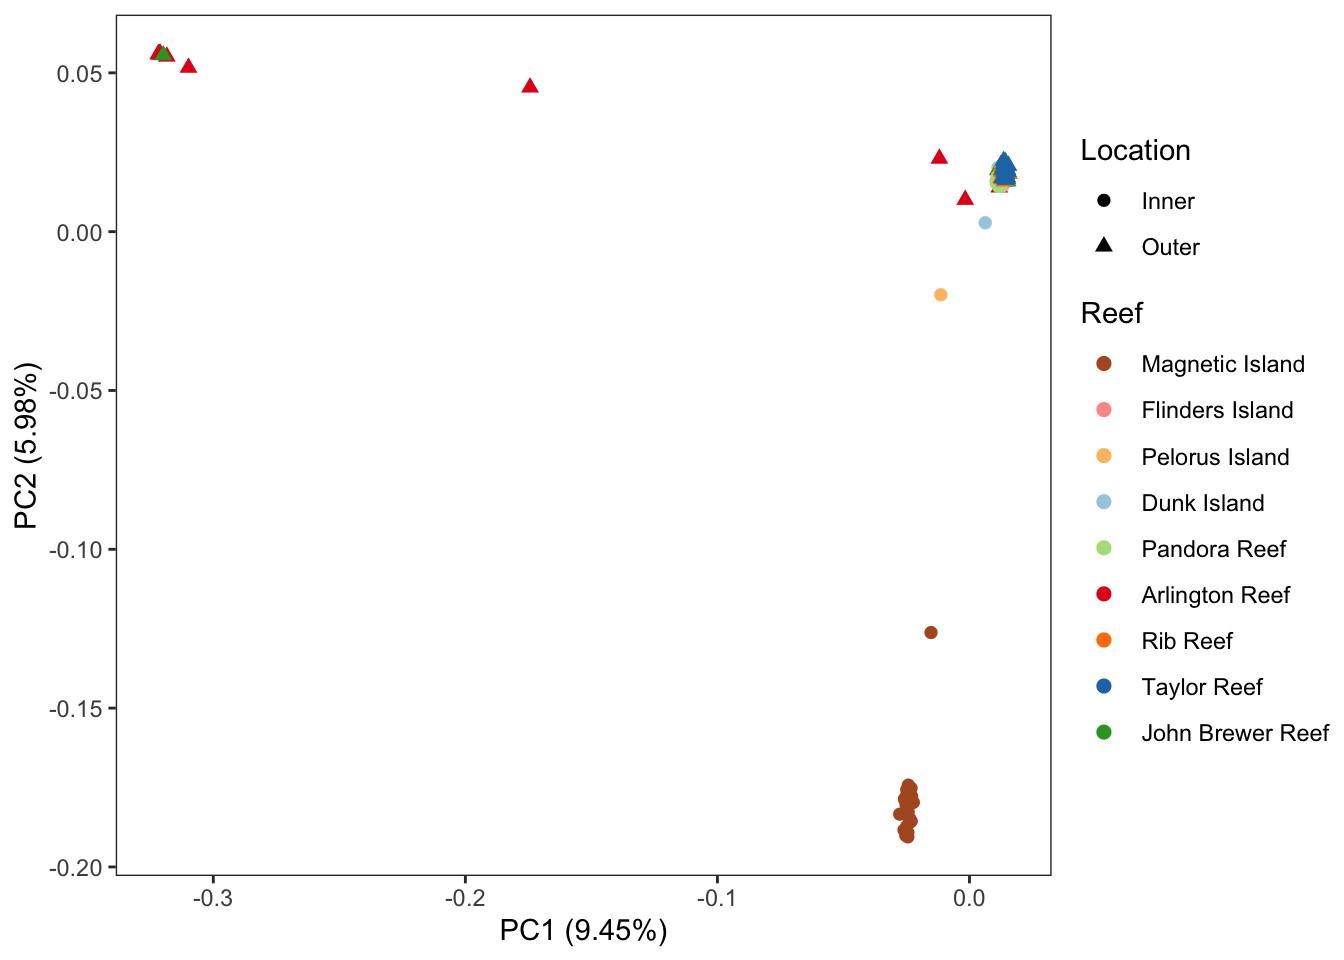 0.05
0.00
-0.05
-0.10
-0.15
-0.20
PC2 (5.98%)
-0.3
-0.2
-0.1
0.0
PC1 (9.45%)
Location
Inner
Outer
Reef
Magnetic Island
Flinders Island
Pelorus Island
Dunk Island
Pandora Reef
Arlington Reef
Rib Reef
Taylor Reef
John Brewer Reef